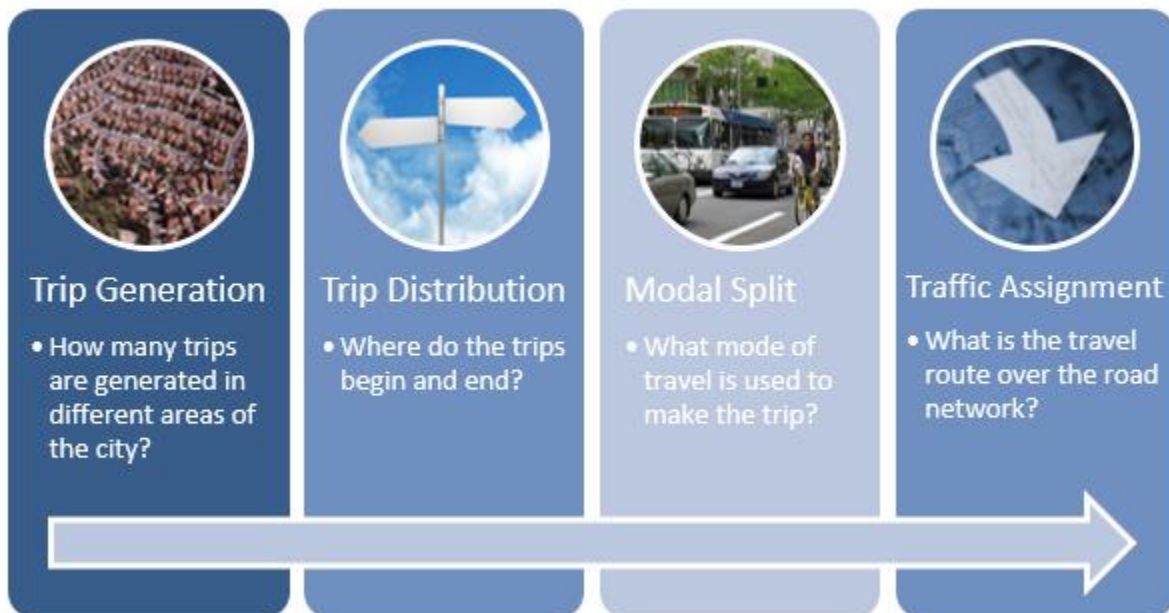 Trip Generation
• How many trips
are generated in
different areas of
the city?
Trip Distribution
• Where do the trips
begin and end?
Modal Split
• What mode of
travel is used to
make the trip?
Traffic Assignment
• What is the travel
route over the road
network?